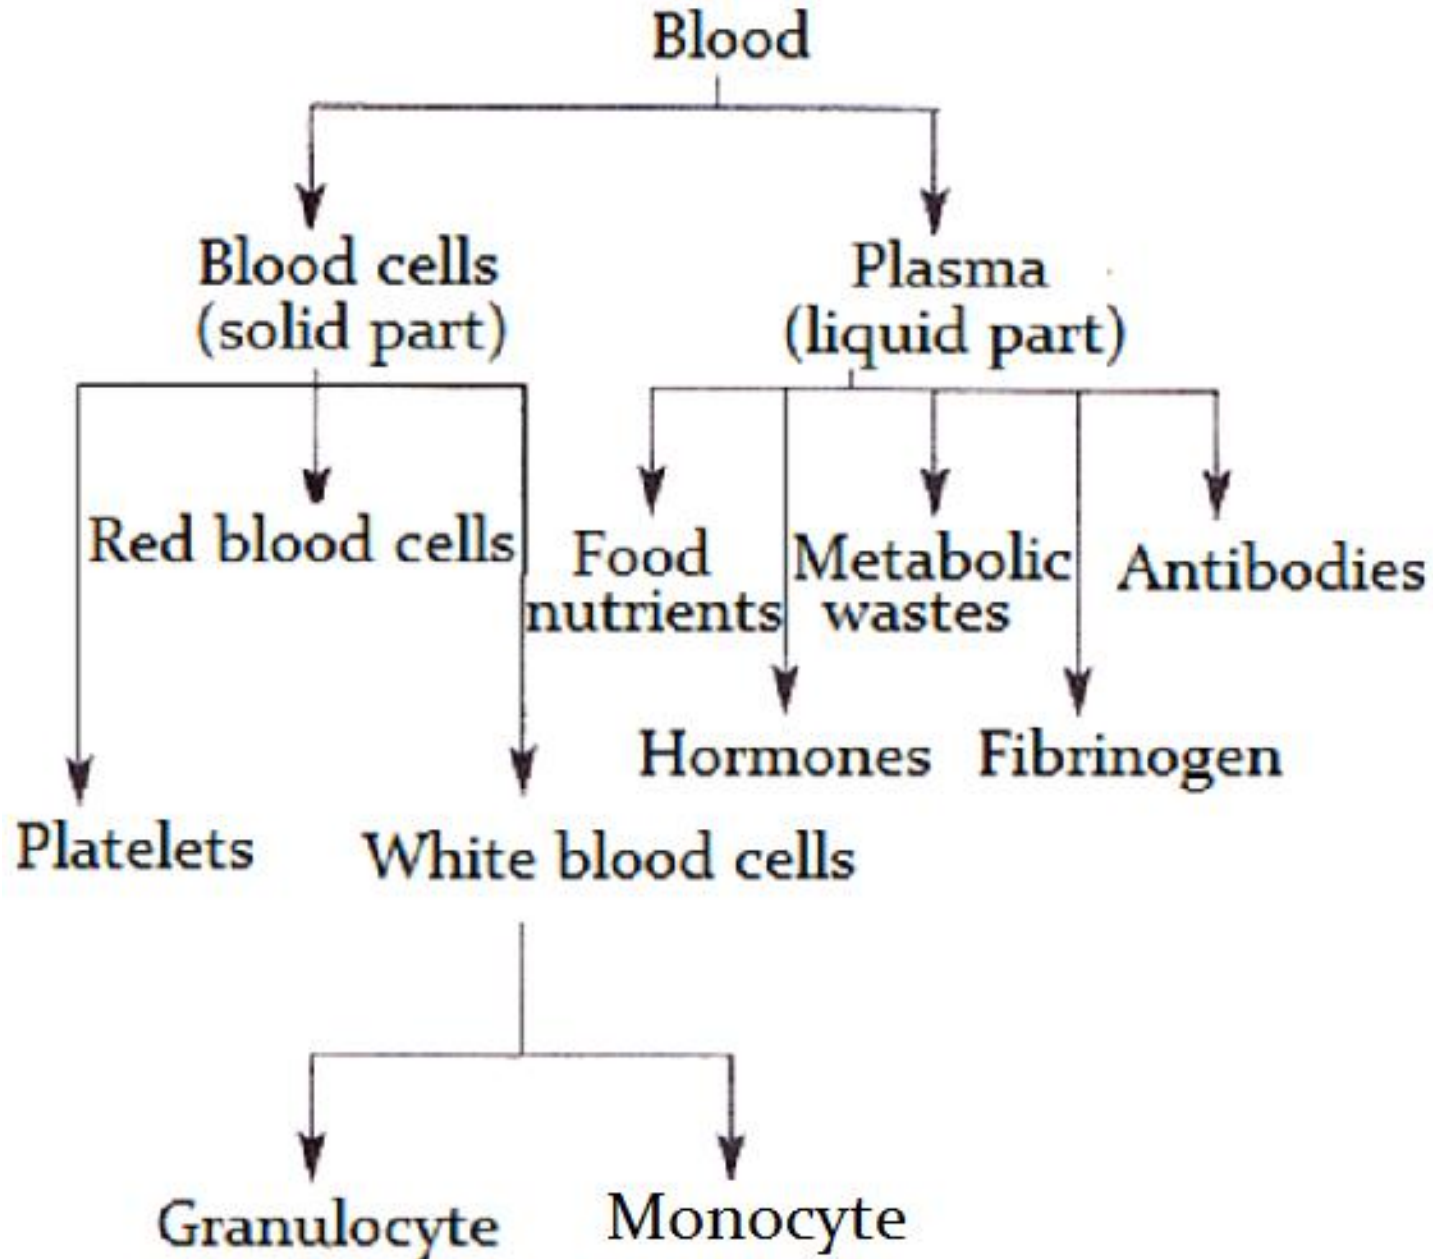 Blood
Blood cells
(solid part)
Plasma
(liquid part)
Red blood cells
Food
nutrients
Metabolic
wastes
Antibodies
Hormones
Fibrinogen
Platelets
White blood cells
Granulocyte
Monocyte